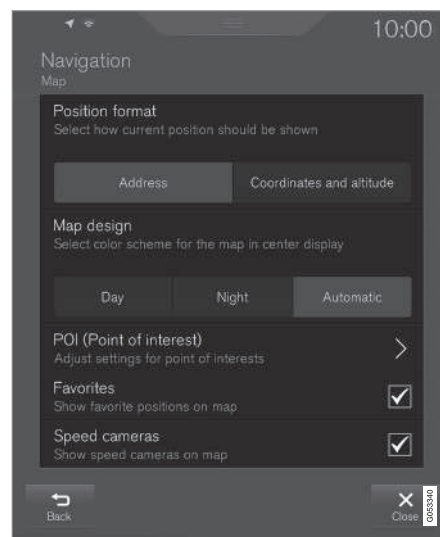 10:00
Navigation
Map
Position format
Select how current position should be shown
Address Coordinates and altitude
Map design
Select color scheme for the map in center display
Day Night Automatic
POI (Point of interest)
Adjust settings for point of interests
Favorites
Show favorite positions on map
Speed cameras
Show speed cameras on map
Back Close
G053340